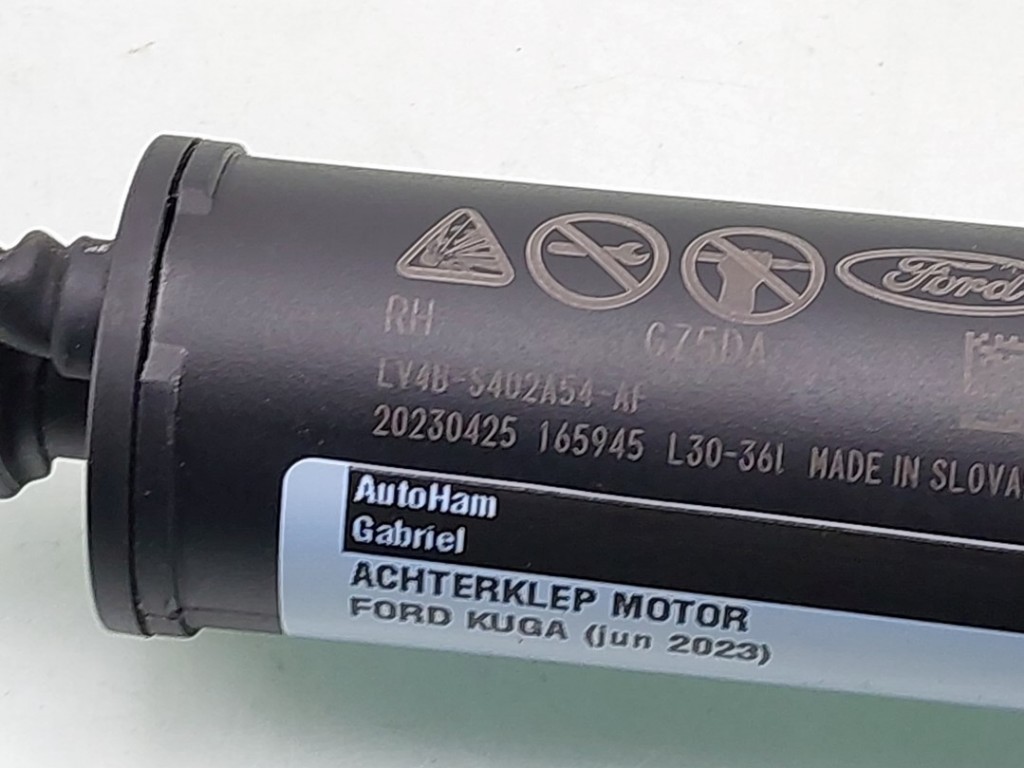 Ford
RH GZ5DA
LV4B-S402A54-AF
20230425 165945 L30-36l MADE IN SLOVA
AutoHam
Gabriel
ACHTERKLEP MOTOR
FORD KUGA (jun 2023)